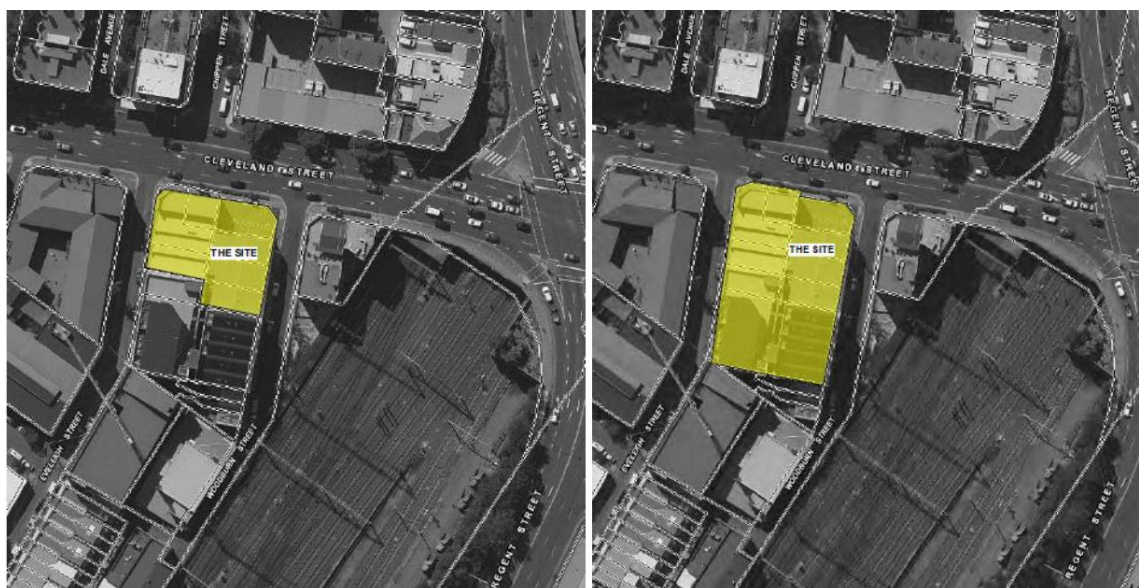 DALE AVENUE
CHIPPEN STREET
REGENT STREET
CLEVELAND STREET
THE SITE
EVELEIGH STREET
WOODBURN STREET
REGENT STREET
DALE AVENUE
CHIPPEN STREET
REGENT STREET
CLEVELAND STREET
THE SITE
EVELEIGH STREET
WOODBURN STREET
REGENT STREET